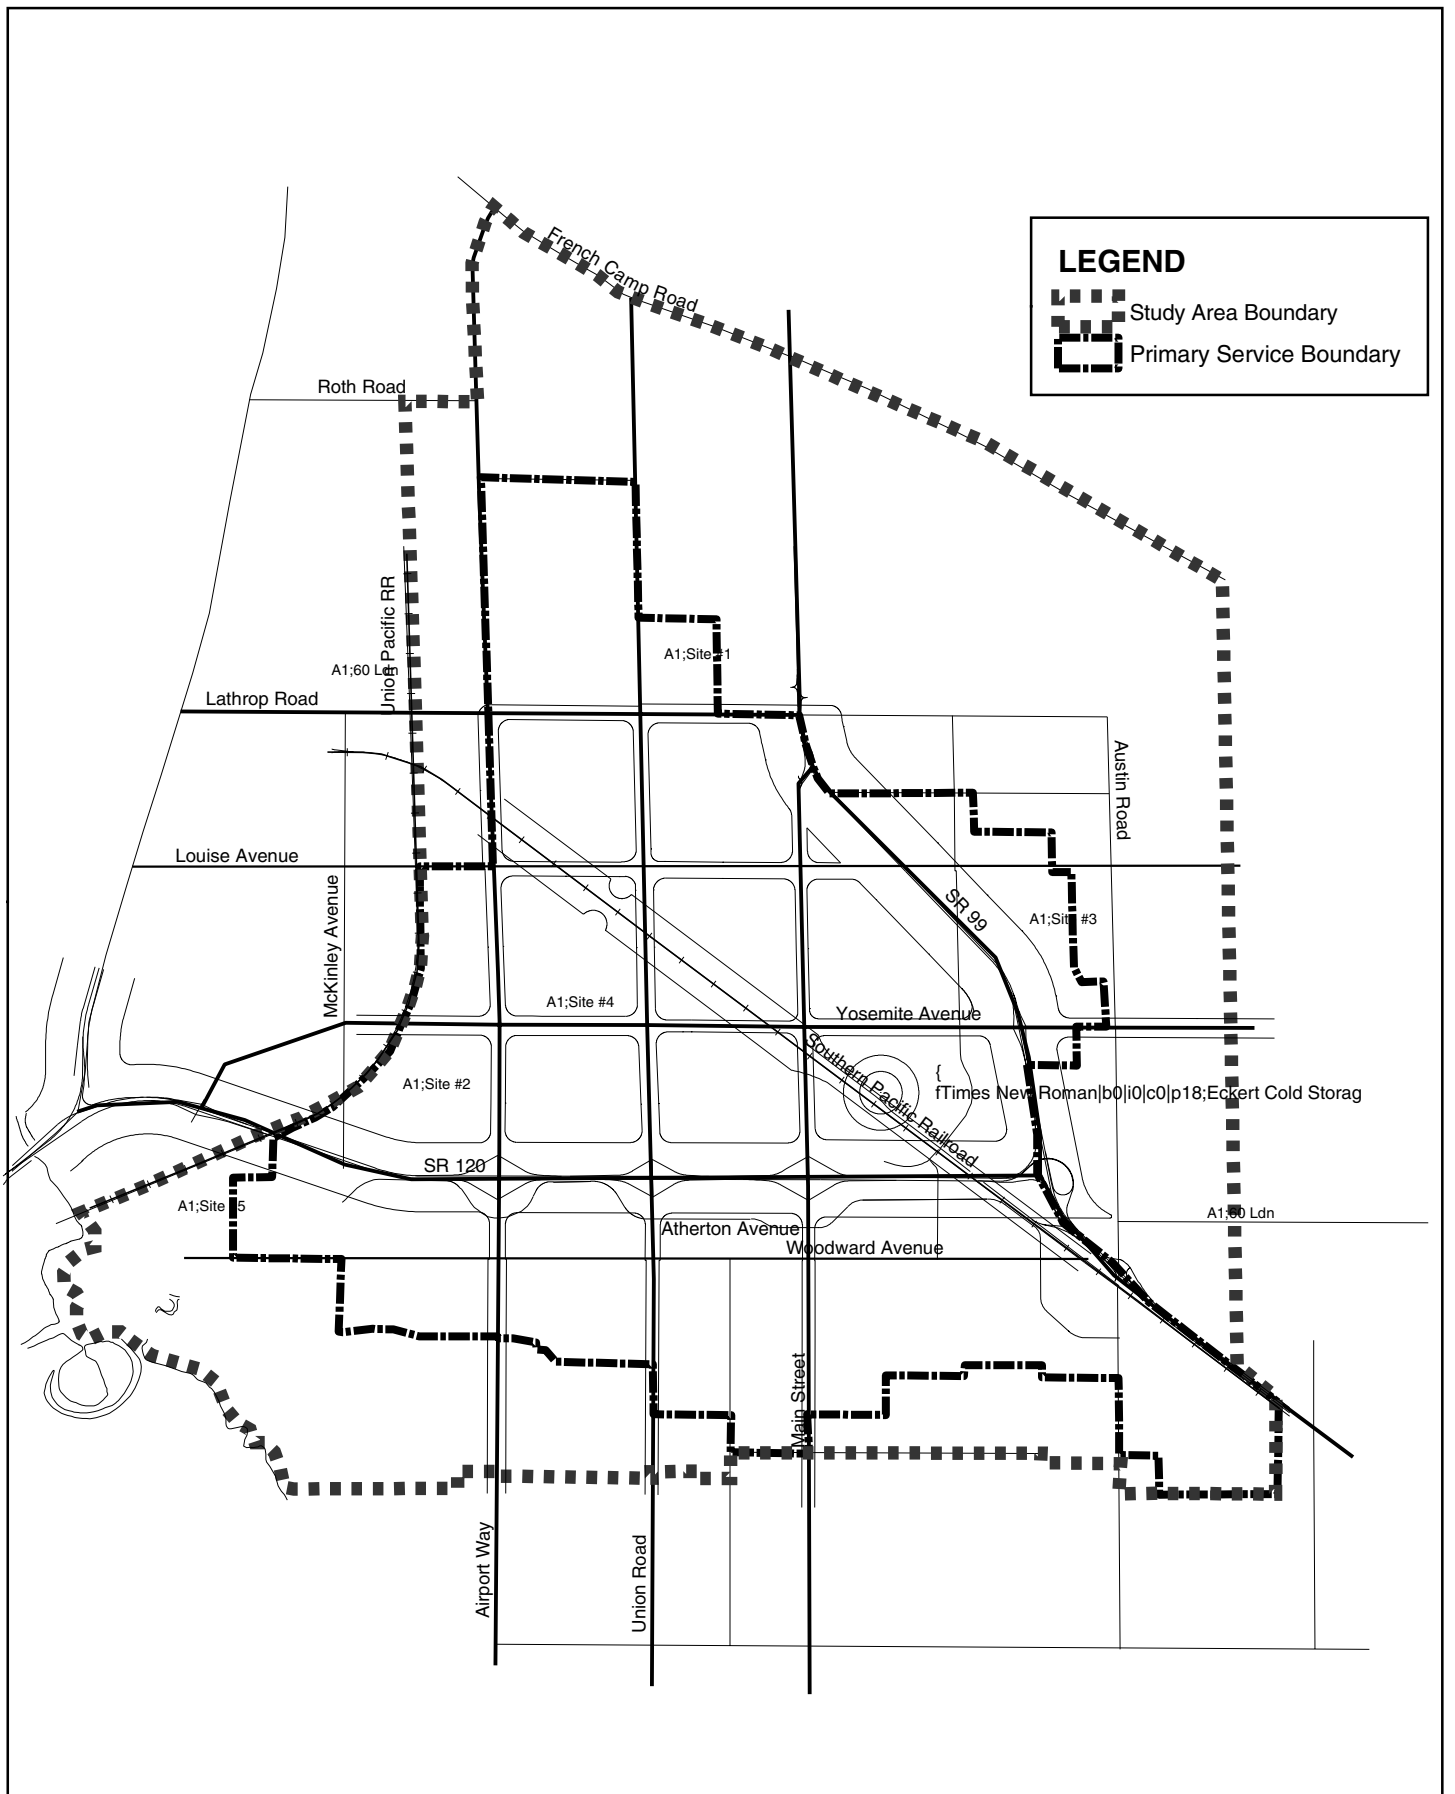 French Camp Road
LEGEND
Study Area Boundary
Primary Service Boundary
Roth Road
Union Pacific RR
A1;Site #1
A1;60 Ldn
Lathrop Road
Austin Road
Louise Avenue
McKinley Avenue
SR 99
A1;Site #3
A1;Site #4
Yosemite Avenue
Southern Pacific Railroad
A1;Site #2
{
fTimes New Roman|b0|i0|c0|p18;Eckert Cold Storag
SR 120
A1;Site #5
A1;60 Ldn
Atherton Avenue
Woodward Avenue
Main Street
Airport Way
Union Road